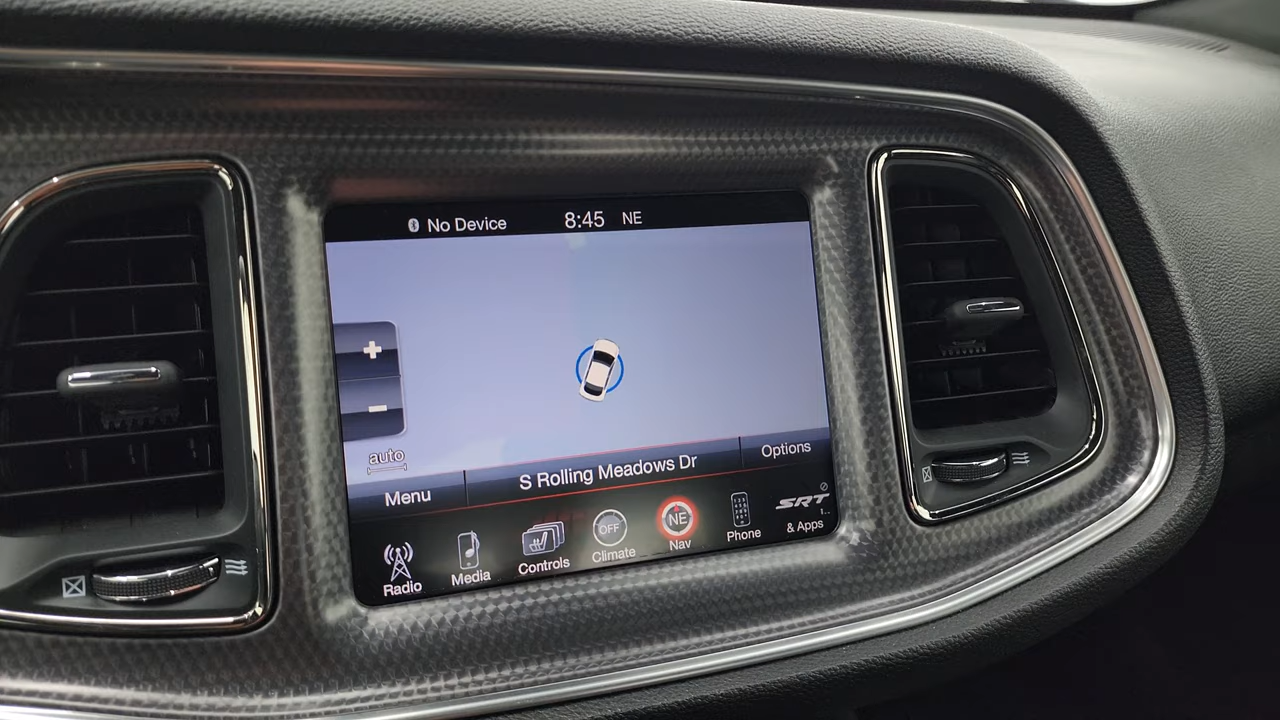 No Device 8:45 NE
+
−
auto
Menu S Rolling Meadows Dr Options
Radio Media Controls OFF Climate NE Nav Phone SRT & Apps